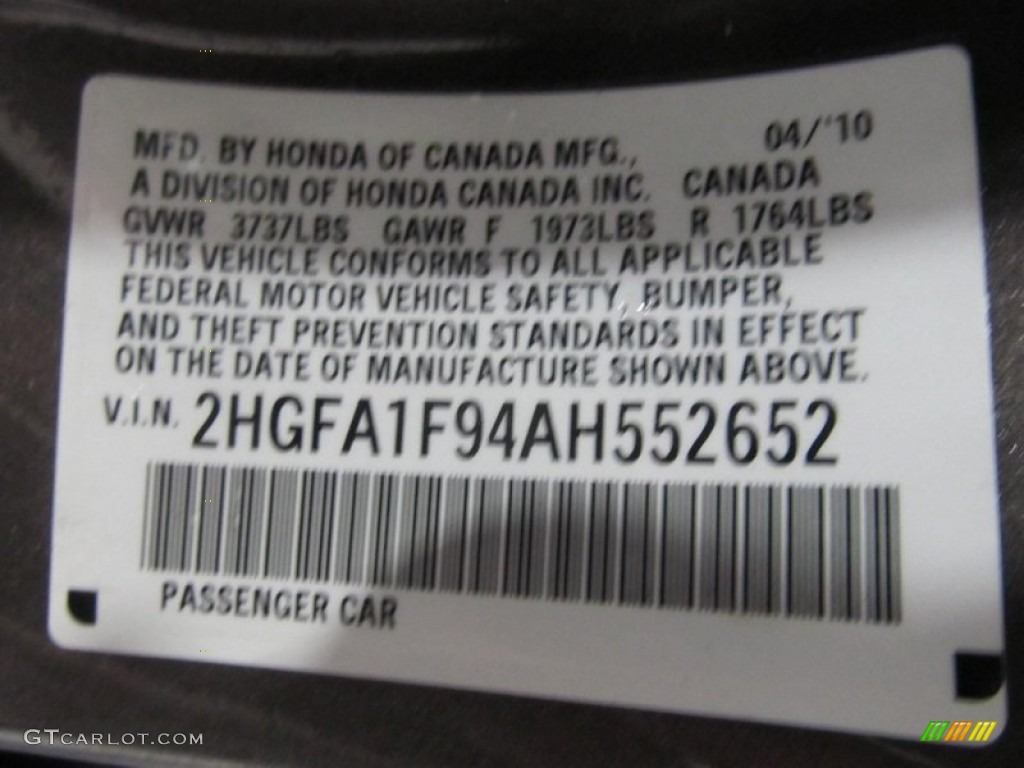 MFD. BY HONDA OF CANADA MFG., 04/'10
A DIVISION OF HONDA CANADA INC. CANADA
GVWR 3737LBS GAWR F 1973LBS R 1764LBS
THIS VEHICLE CONFORMS TO ALL APPLICABLE
FEDERAL MOTOR VEHICLE SAFETY, BUMPER,
AND THEFT PREVENTION STANDARDS IN EFFECT
ON THE DATE OF MANUFACTURE SHOWN ABOVE.
V.I.N. 2HGFA1F94AH552652
PASSENGER CAR
GTCARLOT.COM